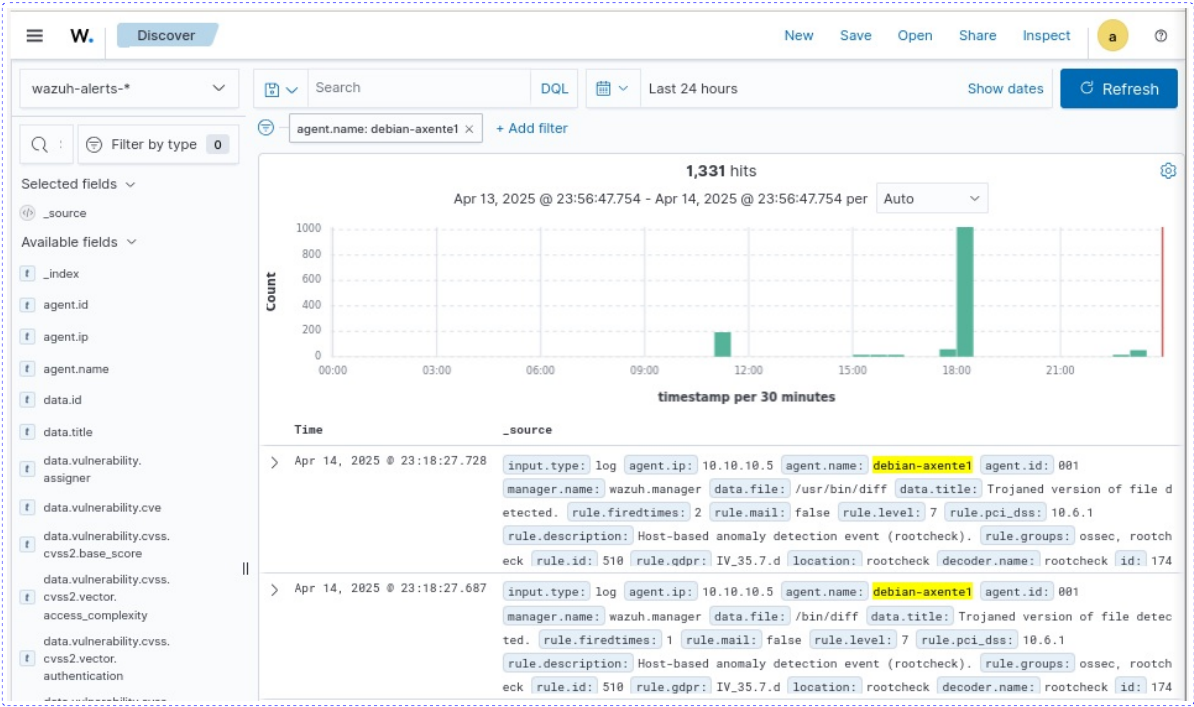 W. Discover New Save Open Share Inspect a
wazuh-alerts-* Search DQL Last 24 hours Show dates Refresh
agent.name: debian-axente1 × + Add filter
Filter by type 0
Selected fields
_source
Available fields
_index
agent.id
agent.ip
agent.name
data.id
data.title
data.vulnerability.
assigner
data.vulnerability.cve
data.vulnerability.cvss.
cvss2.base_score
data.vulnerability.cvss.
cvss2.vector.
access_complexity
data.vulnerability.cvss.
cvss2.vector.
authentication
1,331 hits
Apr 13, 2025 @ 23:56:47.754 - Apr 14, 2025 @ 23:56:47.754 per Auto
Count
1000
800
600
400
200
0
00:00 03:00 06:00 09:00 12:00 15:00 18:00 21:00
timestamp per 30 minutes
Time _source
Apr 14, 2025 @ 23:18:27.728 input.type: log agent.ip: 10.10.10.5 agent.name: debian-axente1 agent.id: 001
manager.name: wazuh.manager data.file: /usr/bin/diff data.title: Trojaned version of file d
etected. rule.firedtimes: 2 rule.mail: false rule.level: 7 rule.pci_dss: 10.6.1
rule.description: Host-based anomaly detection event (rootcheck). rule.groups: ossec, rootch
eck rule.id: 510 rule.gdpr: IV_35.7.d location: rootcheck decoder.name: rootcheck id: 174
Apr 14, 2025 @ 23:18:27.687 input.type: log agent.ip: 10.10.10.5 agent.name: debian-axente1 agent.id: 001
manager.name: wazuh.manager data.file: /bin/diff data.title: Trojaned version of file detec
ted. rule.firedtimes: 1 rule.mail: false rule.level: 7 rule.pci_dss: 10.6.1
rule.description: Host-based anomaly detection event (rootcheck). rule.groups: ossec, rootch
eck rule.id: 510 rule.gdpr: IV_35.7.d location: rootcheck decoder.name: rootcheck id: 174